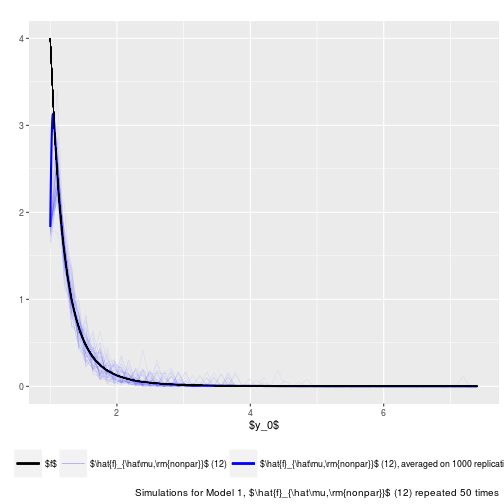 4
3
2
1
0
2 4 6
$y_0$
$f$ $\hat{f}_{\hat\mu,\rm{nonpar}}$ (12) $\hat{f}_{\hat\mu,\rm{nonpar}}$ (12), averaged on 1000 replicati
Simulations for Model 1, $\hat{f}_{\hat\mu,\rm{nonpar}}$ (12) repeated 50 times